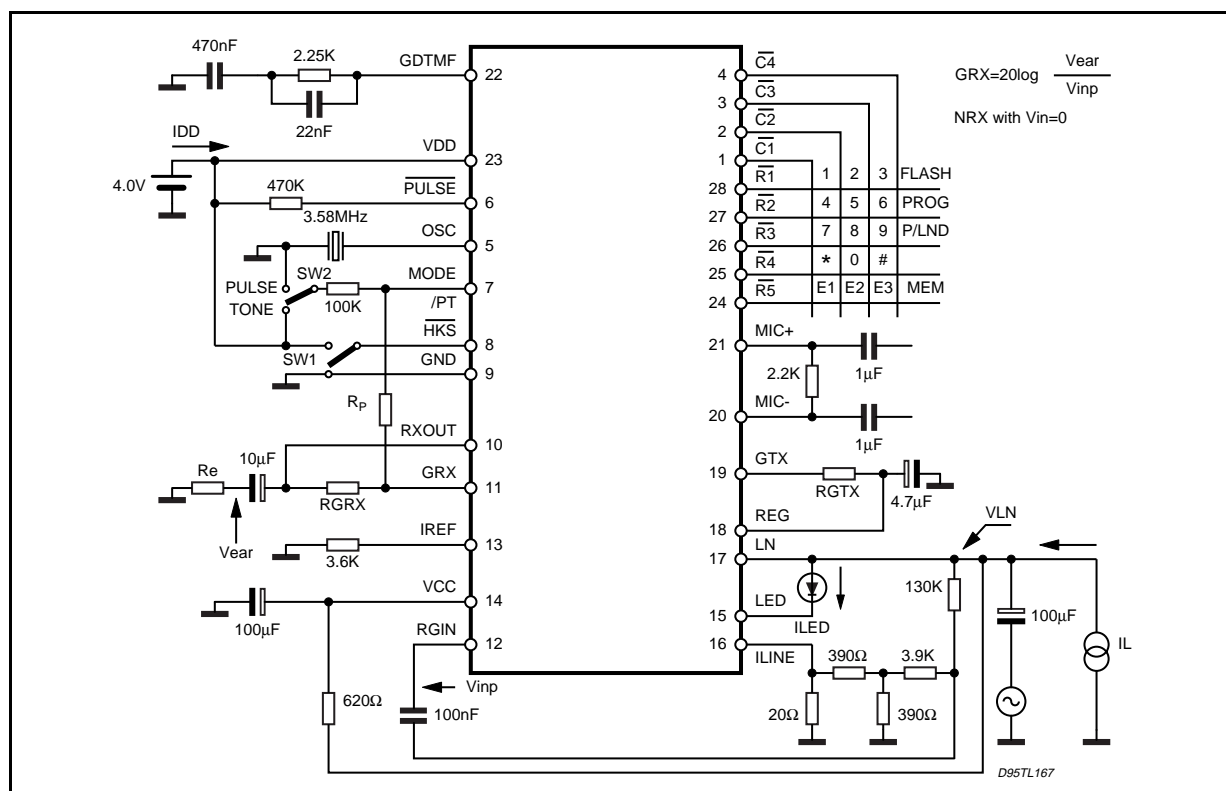 470nF
2.25K
22nF
GDTMF
22
IDD
VDD
23
4.0V
470K
PULSE
6
3.58MHz
OSC
5
SW2
MODE
7
PULSE
TONE
100K
/PT
HKS
8
SW1
GND
9
RP
RXOUT
10
10µF
Re
GRX
11
RGRX
Vear
IREF
13
3.6K
VCC
14
100µF
RGIN
12
Vinp
620Ω
100nF
4
C4
3
C3
2
C2
1
C1
28
R1
1 2 3 FLASH
27
R2
4 5 6 PROG
26
R3
7 8 9 P/LND
25
R4
* 0 #
24
R5
E1 E2 E3 MEM
GRX=20log Vear
Vinp
NRX with Vin=0
21
MIC+
2.2K
1µF
20
MIC-
1µF
19
GTX
RGTX
4.7µF
18
REG
VLN
17
LN
130K
100µF
15
LED
ILED
IL
16
ILINE
390Ω
3.9K
20Ω
390Ω
D95TL167